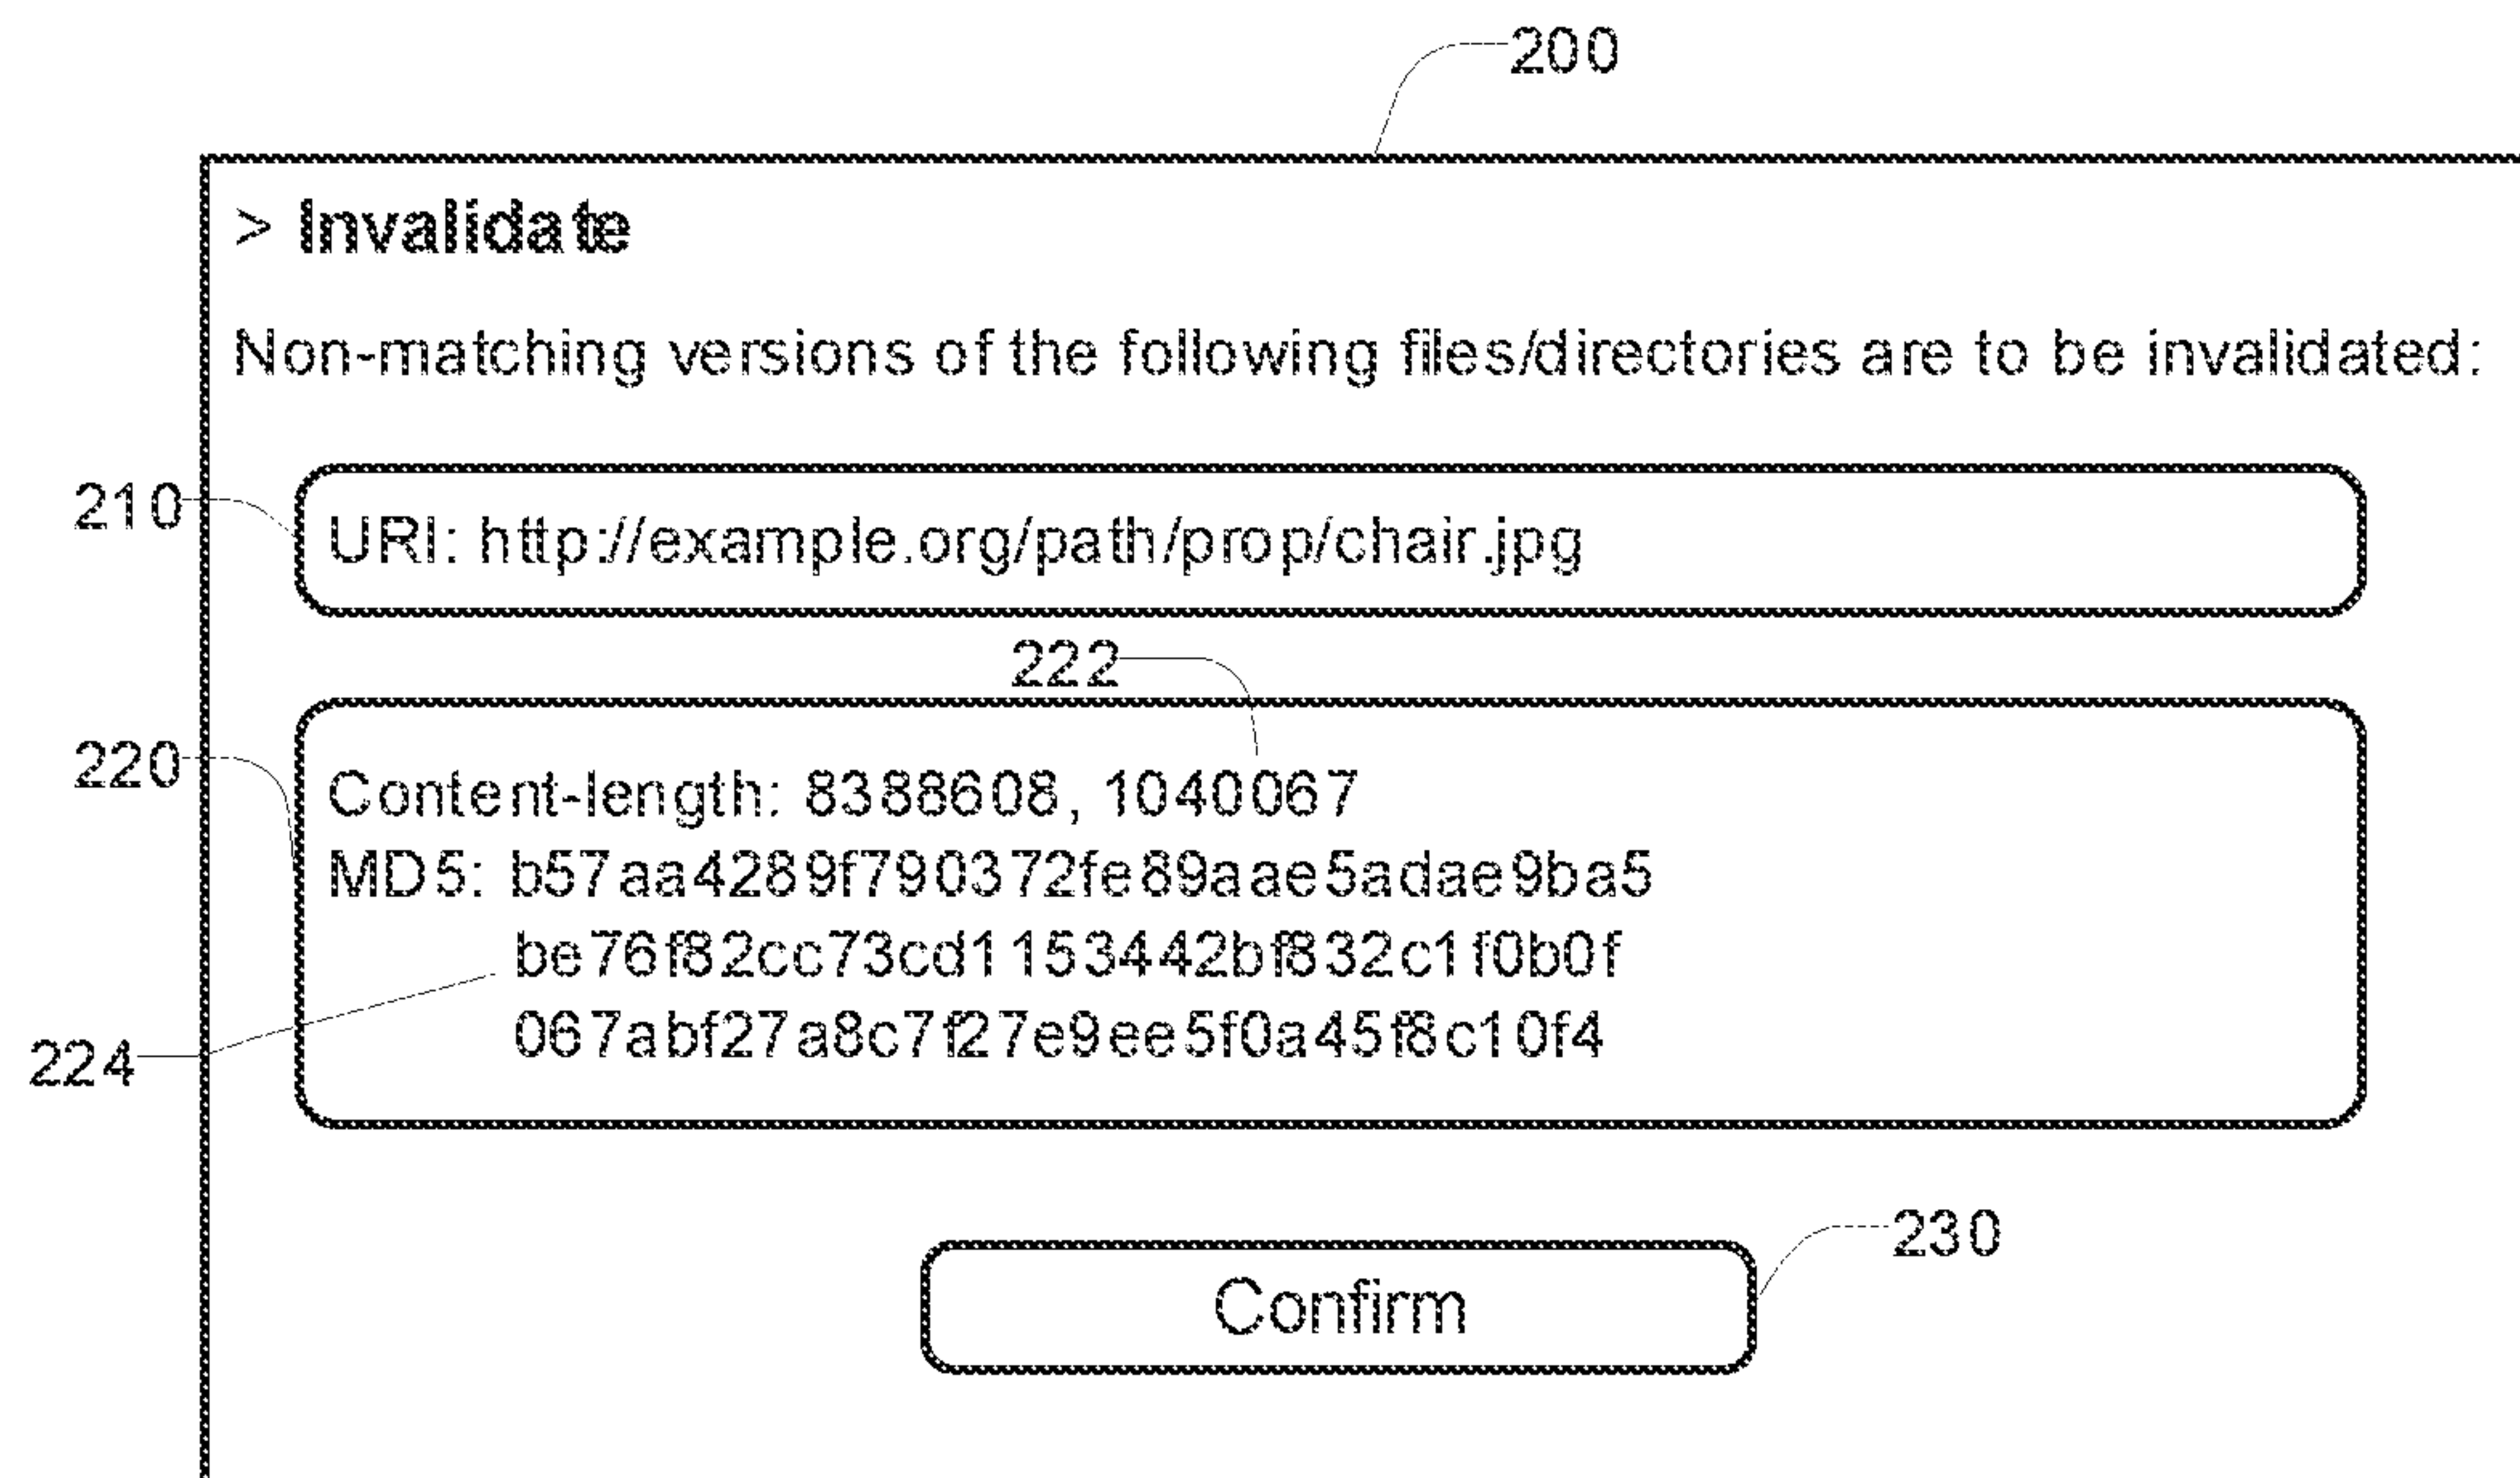 200
> Invalidate
Non-matching versions of the following files/directories are to be invalidated:
210
URI: http://example.org/path/prop/chair.jpg
222
220
Content-length: 8388608, 1040067
MD5: b57aa4289f790372fe89aae5adae9ba5
be76f82cc73cd1153442bf832c1f0b0f
067abf27a8c7f27e9ee5f0a45f8c10f4
224
230
Confirm